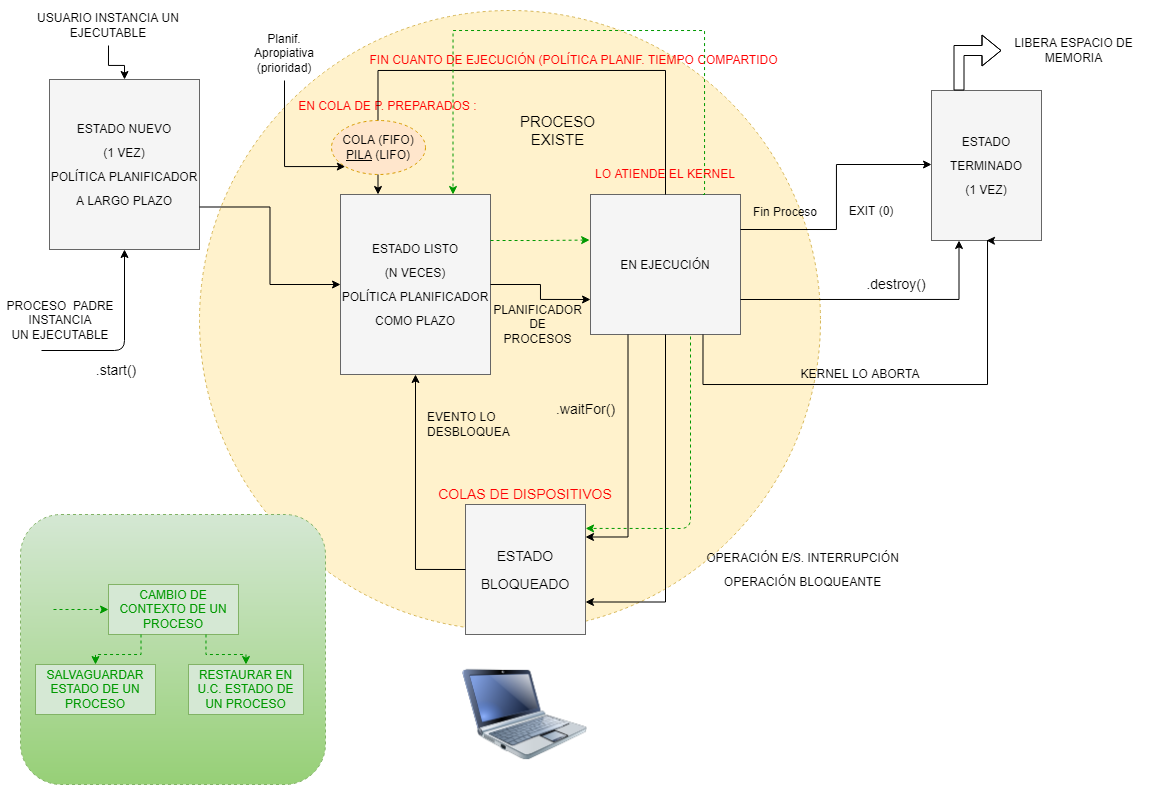 USUARIO INSTANCIA UN
EJECUTABLE
Planif.
Apropiativa
(prioridad)
FIN CUANTO DE EJECUCIÓN (POLÍTICA PLANIF. TIEMPO COMPARTIDO
LIBERA ESPACIO DE
MEMORIA
EN COLA DE P. PREPARADOS :
COLA (FIFO)
PILA (LIFO)
PROCESO
EXISTE
LO ATIENDE EL KERNEL
ESTADO NUEVO
(1 VEZ)
POLÍTICA PLANIFICADOR
A LARGO PLAZO
ESTADO LISTO
(N VECES)
POLÍTICA PLANIFICADOR
COMO PLAZO
EN EJECUCIÓN
Fin Proceso
EXIT (0)
ESTADO
TERMINADO
(1 VEZ)
PROCESO PADRE
INSTANCIA
UN EJECUTABLE
.start()
PLANIFICADOR
DE
PROCESOS
.destroy()
KERNEL LO ABORTA
.waitFor()
EVENTO LO
DESBLOQUEA
COLAS DE DISPOSITIVOS
ESTADO
BLOQUEADO
OPERACIÓN E/S. INTERRUPCIÓN
OPERACIÓN BLOQUEANTE
CAMBIO DE
CONTEXTO DE UN
PROCESO
SALVAGUARDAR
ESTADO DE UN
PROCESO
RESTAURAR EN
U.C. ESTADO DE
UN PROCESO